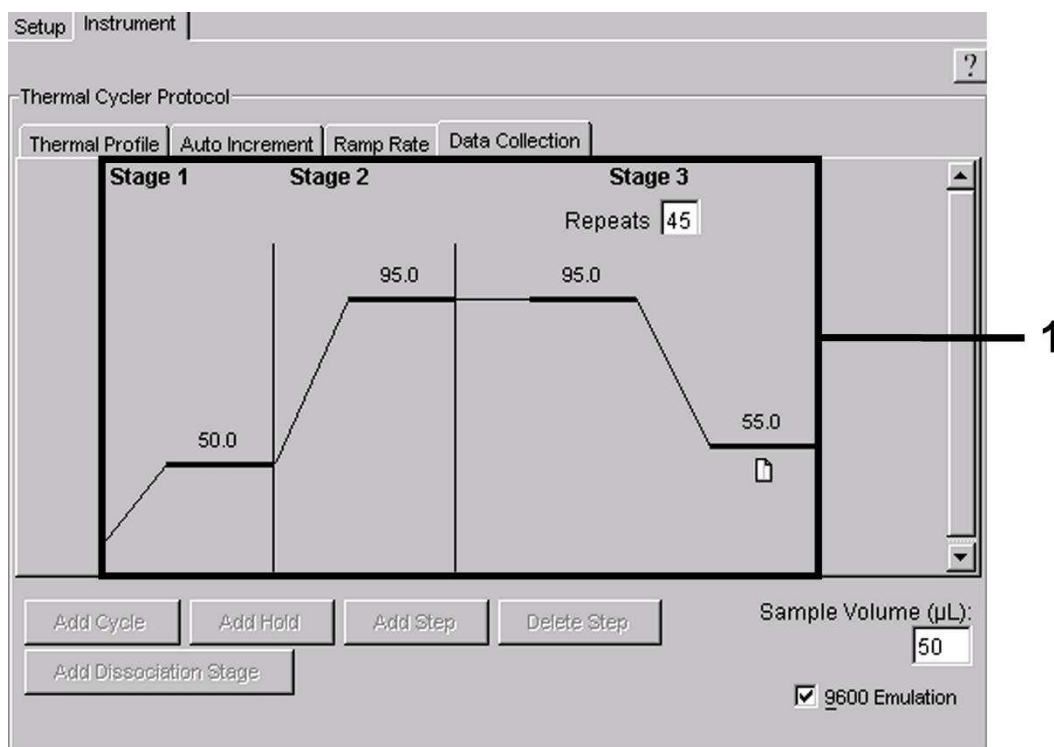 Setup Instrument
?
Thermal Cycler Protocol
Thermal Profile Auto Increment Ramp Rate Data Collection
Stage 1 Stage 2 Stage 3
Repeats 45
95.0 95.0
1
50.0 55.0
Add Cycle Add Hold Add Step Delete Step Sample Volume (µL):
50
Add Dissociation Stage
9600 Emulation